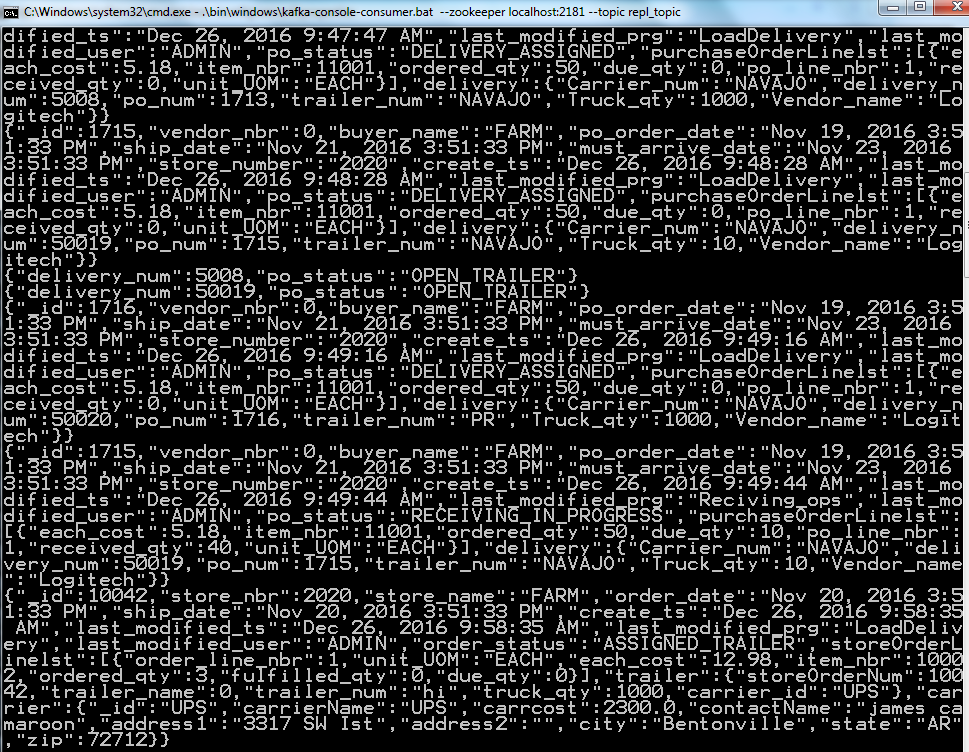 C:\Windows\system32\cmd.exe - .\bin\windows\kafka-console-consumer.bat --zookeeper localhost:2181 --topic repl_topic
dified_ts":"Dec 26, 2016 9:47:47 AM","last_modified_prg":"LoadDelivery","last_mo
dified_user":"ADMIN","po_status":"DELIVERY_ASSIGNED","purchaseOrderLinelst":[{"e
ach_cost":5.18,"item_nbr":11001,"ordered_qty":50,"due_qty":0,"po_line_nbr":1,"re
ceived_qty":0,"unit_UOM":"EACH"}],"delivery":{"Carrier_num":"NAVAJO","delivery_n
um":5008,"po_num":1713,"trailer_num":"NAVAJO","Truck_qty":1000,"Vendor_name":"Lo
gitech"}}
{"_id":1715,"vendor_nbr":0,"buyer_name":"FARM","po_order_date":"Nov 19, 2016 3:5
1:33 PM","ship_date":"Nov 21, 2016 3:51:33 PM","must_arrive_date":"Nov 23, 2016
3:51:33 PM","store_number":"2020","create_ts":"Dec 26, 2016 9:48:28 AM","last_mo
dified_ts":"Dec 26, 2016 9:48:28 AM","last_modified_prg":"LoadDelivery","last_mo
dified_user":"ADMIN","po_status":"DELIVERY_ASSIGNED","purchaseOrderLinelst":[{"e
ach_cost":5.18,"item_nbr":11001,"ordered_qty":50,"due_qty":0,"po_line_nbr":1,"re
ceived_qty":0,"unit_UOM":"EACH"}],"delivery":{"Carrier_num":"NAVAJO","delivery_n
um":50019,"po_num":1715,"trailer_num":"NAVAJO","Truck_qty":10,"Vendor_name":"Log
itech"}}
{"delivery_num":5008,"po_status":"OPEN_TRAILER"}
{"delivery_num":50019,"po_status":"OPEN_TRAILER"}
{"_id":1716,"vendor_nbr":0,"buyer_name":"FARM","po_order_date":"Nov 19, 2016 3:5
1:33 PM","ship_date":"Nov 21, 2016 3:51:33 PM","must_arrive_date":"Nov 23, 2016
3:51:33 PM","store_number":"2020","create_ts":"Dec 26, 2016 9:49:16 AM","last_mo
dified_ts":"Dec 26, 2016 9:49:16 AM","last_modified_prg":"LoadDelivery","last_mo
dified_user":"ADMIN","po_status":"DELIVERY_ASSIGNED","purchaseOrderLinelst":[{"e
ach_cost":5.18,"item_nbr":11001,"ordered_qty":50,"due_qty":0,"po_line_nbr":1,"re
ceived_qty":0,"unit_UOM":"EACH"}],"delivery":{"Carrier_num":"NAVAJO","delivery_n
um":50020,"po_num":1716,"trailer_num":"PR","Truck_qty":1000,"Vendor_name":"Logit
ech"}}
{"_id":1715,"vendor_nbr":0,"buyer_name":"FARM","po_order_date":"Nov 19, 2016 3:5
1:33 PM","ship_date":"Nov 21, 2016 3:51:33 PM","must_arrive_date":"Nov 23, 2016
3:51:33 PM","store_number":"2020","create_ts":"Dec 26, 2016 9:49:44 AM","last_mo
dified_ts":"Dec 26, 2016 9:49:44 AM","last_modified_prg":"Reciving_ops","last_mo
dified_user":"ADMIN","po_status":"RECEIVING_IN_PROGRESS","purchaseOrderLinelst":
[{"each_cost":5.18,"item_nbr":11001,"ordered_qty":50,"due_qty":10,"po_line_nbr":
1,"received_qty":40,"unit_UOM":"EACH"}],"delivery":{"Carrier_num":"NAVAJO","deli
very_num":50019,"po_num":1715,"trailer_num":"NAVAJO","Truck_qty":10,"Vendor_name
":"Logitech"}}
{"_id":10042,"store_nbr":2020,"store_name":"FARM","order_date":"Nov 20, 2016 3:5
1:33 PM","ship_date":"Nov 20, 2016 3:51:33 PM","create_ts":"Dec 26, 2016 9:58:35
 AM","last_modified_ts":"Dec 26, 2016 9:58:35 AM","last_modified_prg":"LoadDeliv
ery","last_modified_user":"ADMIN","order_status":"ASSIGNED_TRAILER","storeOrderL
inelst":[{"order_line_nbr":1,"unit_UOM":"EACH","each_cost":12.98,"item_nbr":1000
2,"ordered_qty":3,"fulfilled_qty":0,"due_qty":0}],"trailer":{"storeOrderNum":100
42,"trailer_name":0,"trailer_num":"hi","truck_qty":1000,"carrier_id":"UPS"},"car
rier":{"_id":"UPS","carrierName":"UPS","carrcost":2300.0,"contactName":"james ca
maroon","address1":"3317 SW Ist","address2":"","city":"Bentonville","state":"AR"
,"zip":72712}}